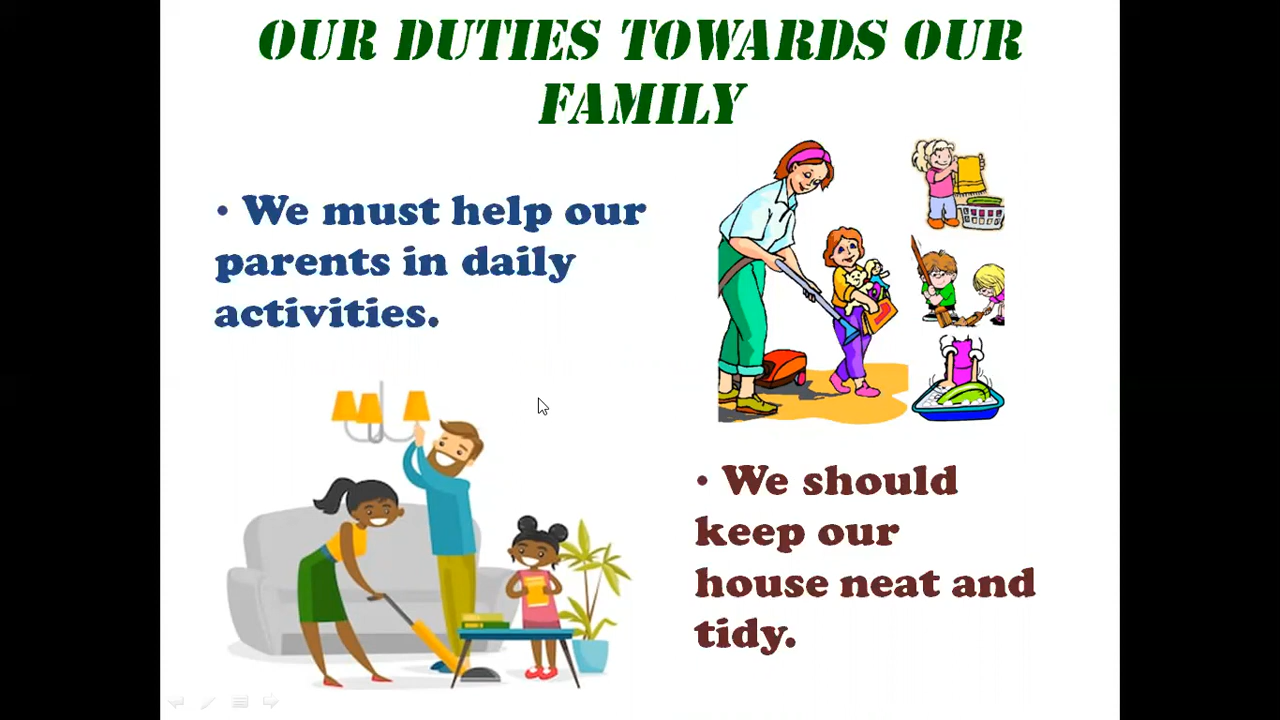 OUR DUTIES TOWARDS OUR
FAMILY
• We must help our
parents in daily
activities.
• We should
keep our
house neat and
tidy.